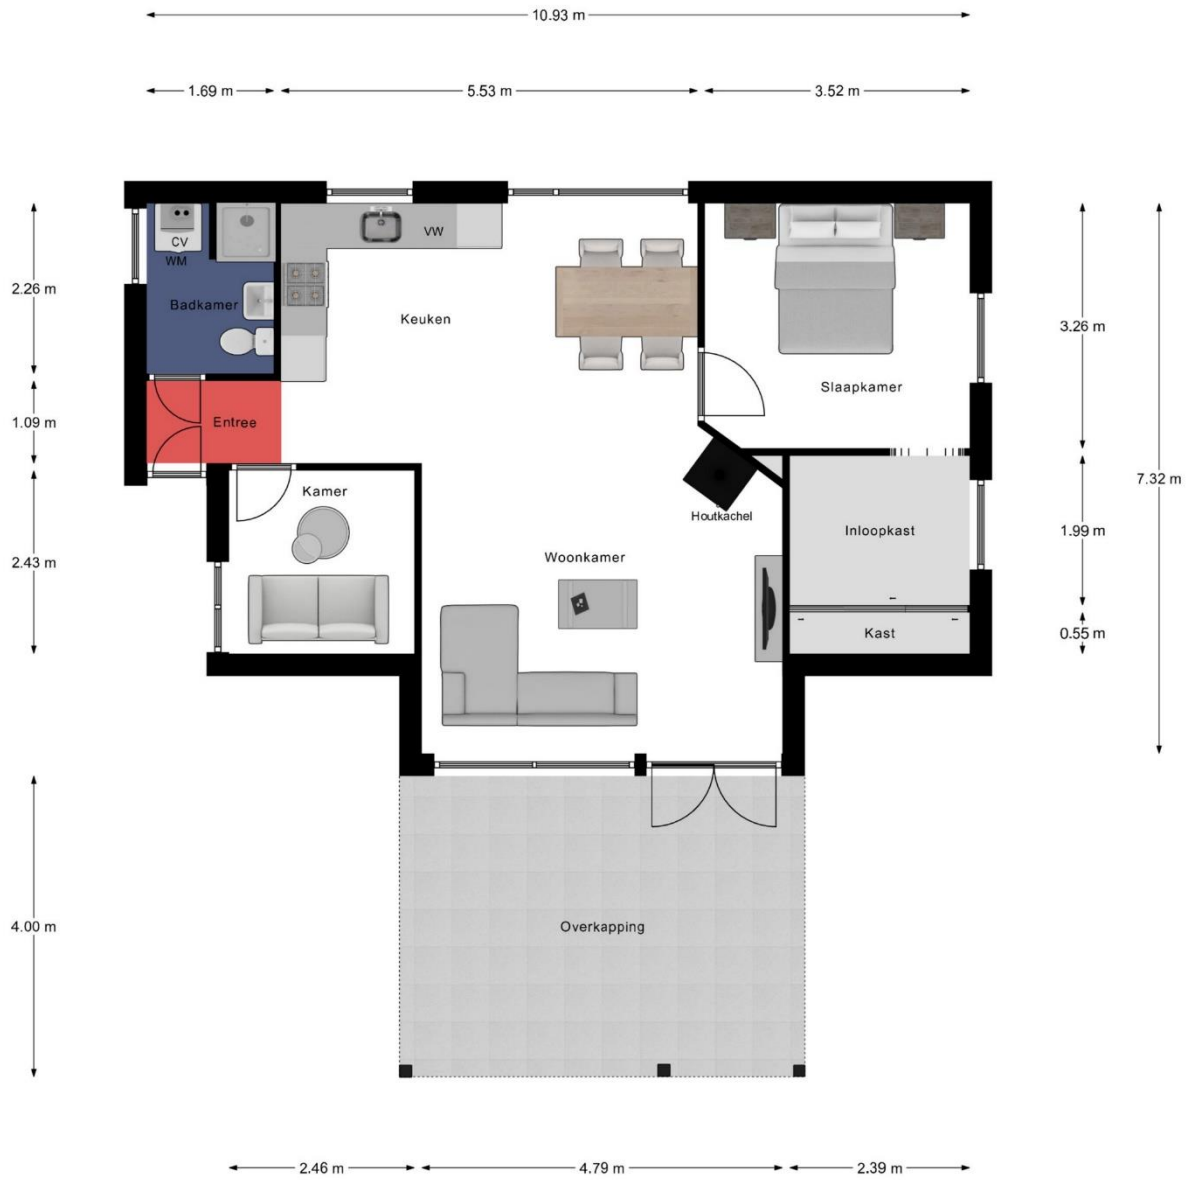 10.93 m
1.69 m
5.53 m
3.52 m
CV
WM
VW
2.26 m
Badkamer
Keuken
3.26 m
Slaapkamer
1.09 m
Entree
7.32 m
Kamer
Houtkachel
Inloopkast
1.99 m
2.43 m
Woonkamer
Kast
0.55 m
4.00 m
Overkapping
2.46 m
4.79 m
2.39 m